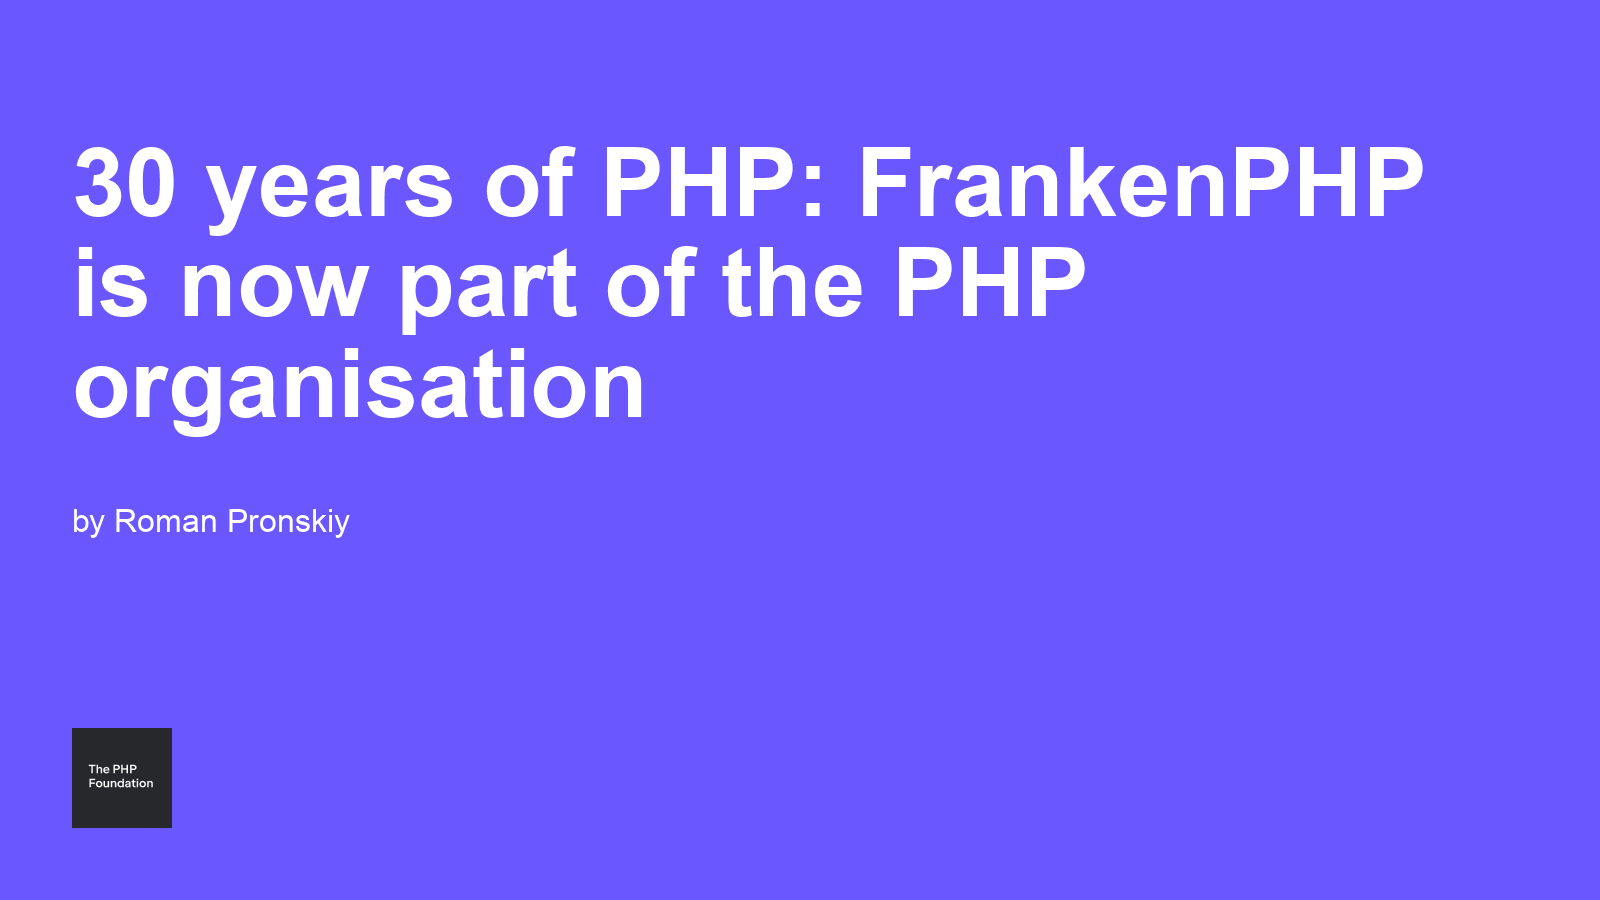 30 years of PHP: FrankenPHP
is now part of the PHP
organisation
by Roman Pronskiy
The PHP
Foundation